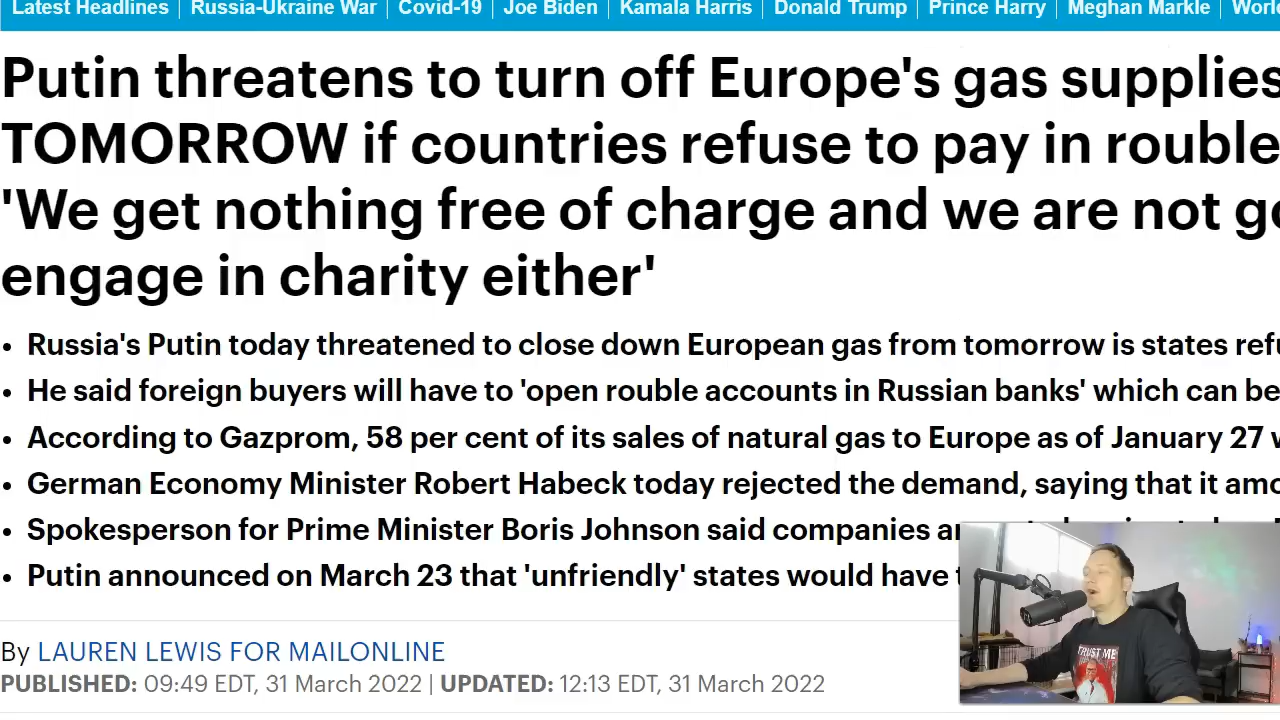 Latest Headlines | Russia-Ukraine War | Covid-19 | Joe Biden | Kamala Harris | Donald Trump | Prince Harry | Meghan Markle |
Putin threatens to turn off Europe's gas supplies
TOMORROW if countries refuse to pay in rouble
'We get nothing free of charge and we are not
engage in charity either'
• Russia's Putin today threatened to close down European gas from tomorrow is states
• He said foreign buyers will have to 'open rouble accounts in Russian banks' which can be
• According to Gazprom, 58 per cent of its sales of natural gas to Europe as of January 27
• German Economy Minister Robert Habeck today rejected the demand, saying that it
• Spokesperson for Prime Minister Boris Johnson said companies
• Putin announced on March 23 that 'unfriendly' states would have
By LAUREN LEWIS FOR MAILONLINE
PUBLISHED: 09:49 EDT, 31 March 2022 | UPDATED: 12:13 EDT, 31 March 2022
TRUST ME